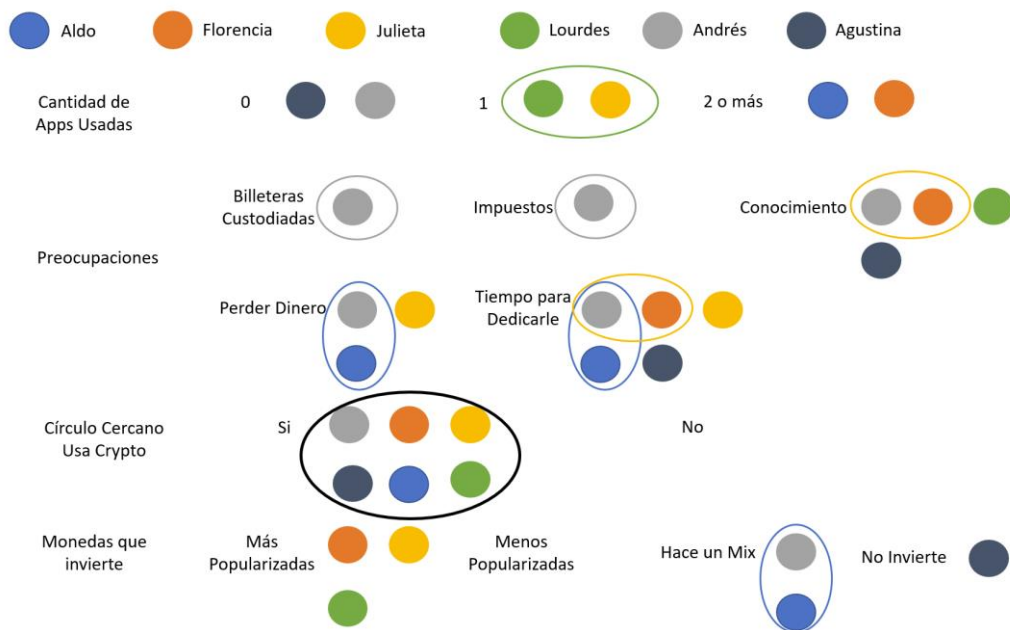 Aldo
Florencia
Julieta
Lourdes
Andrés
Agustina
Cantidad de
Apps Usadas
0
1
2 o más
Billeteras
Custodiadas
Impuestos
Conocimiento
Preocupaciones
Perder Dinero
Tiempo para
Dedicarle
Círculo Cercano
Usa Crypto
Si
No
Monedas que
invierte
Más
Popularizadas
Menos
Popularizadas
Hace un Mix
No Invierte